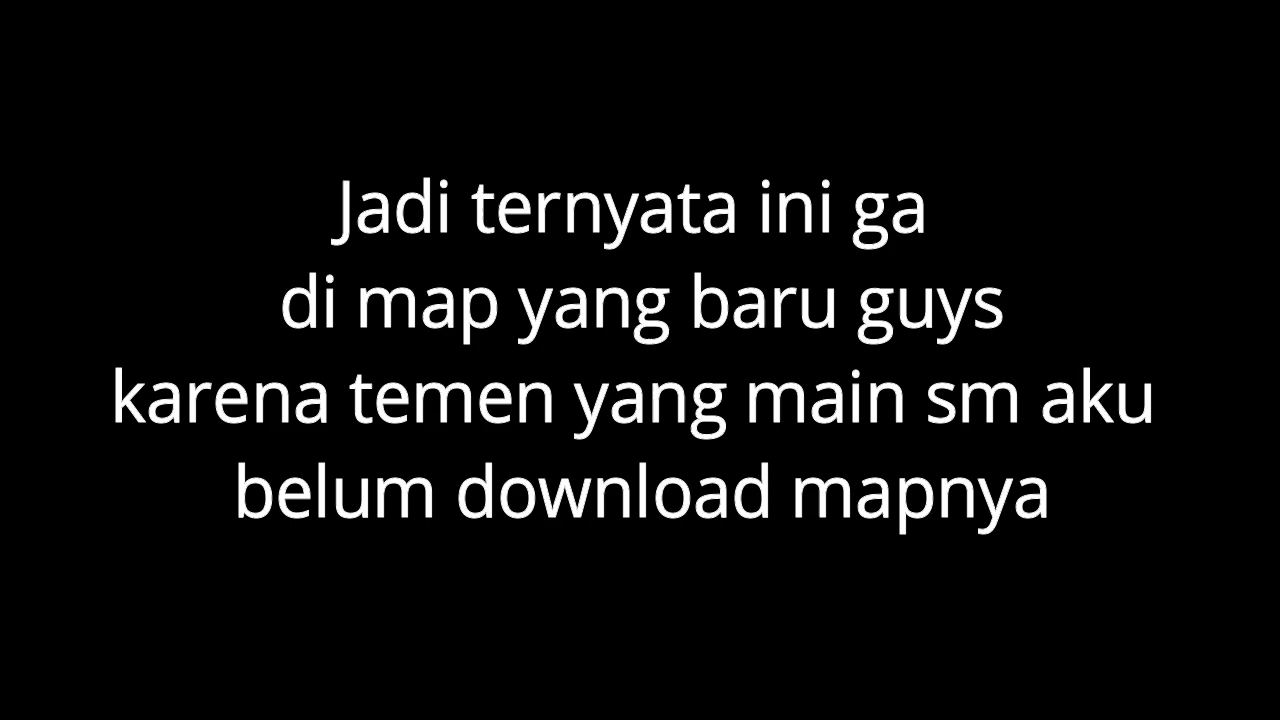 Jadi ternyata ini ga
di map yang baru guys
karena temen yang main sm aku
belum download mapnya